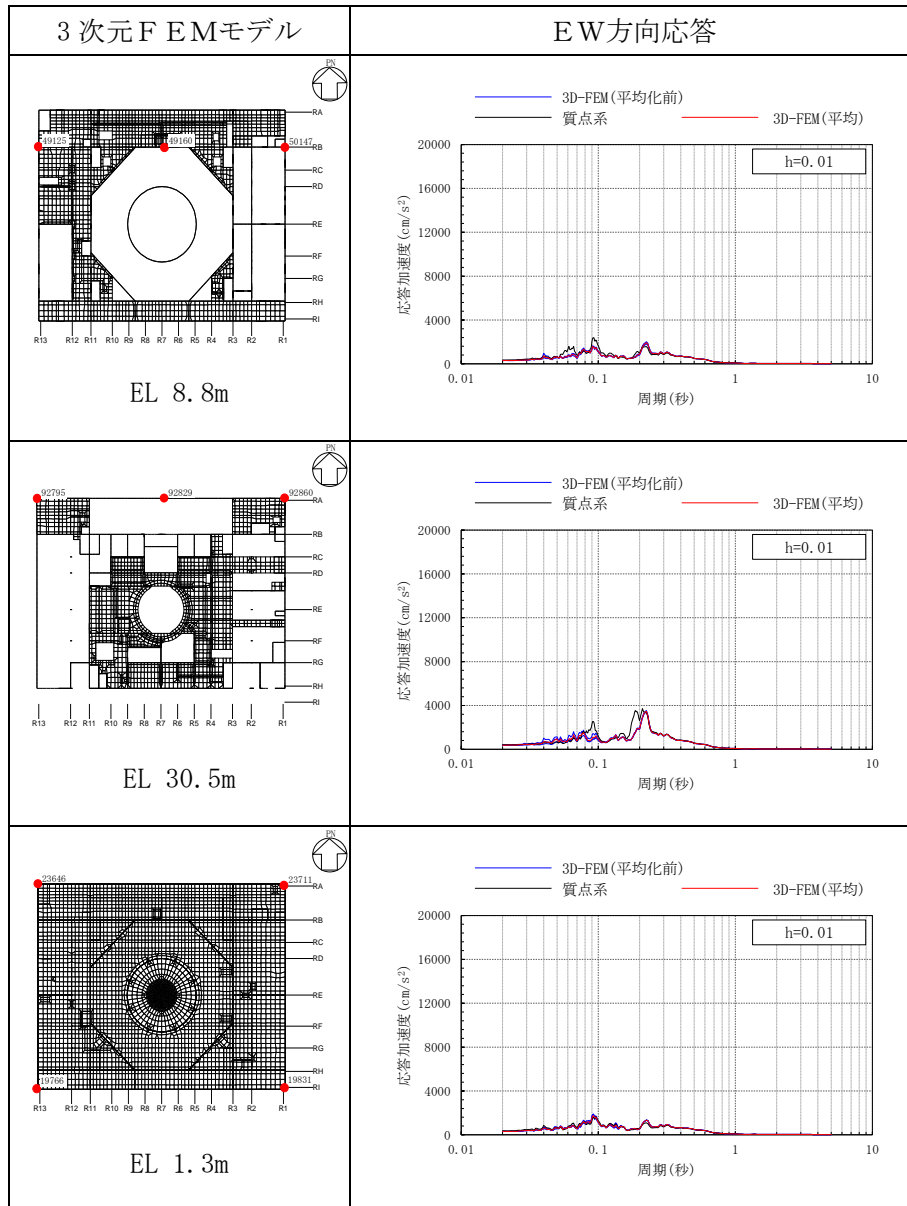 3次元ＦＥＭモデル
ＥＷ方向応答
PN
49125
49160
50147
RA
RB
RC
RD
RE
RF
RG
RH
RI
R13 R12 R11 R10 R9 R8 R7 R6 R5 R4 R3 R2 R1
EL 8.8m
3D-FEM(平均化前)
質点系 3D-FEM(平均)
h=0.01
応答加速度(cm/s²)
20000
16000
12000
8000
4000
0
0.01 0.1 1 10
周期(秒)
PN
92795
92829
92860
RA
RB
RC
RD
RE
RF
RG
RH
RI
R13 R12 R11 R10 R9 R8 R7 R6 R5 R4 R3 R2 R1
EL 30.5m
3D-FEM(平均化前)
質点系 3D-FEM(平均)
h=0.01
応答加速度(cm/s²)
20000
16000
12000
8000
4000
0
0.01 0.1 1 10
周期(秒)
PN
23646
23711
RA
RB
RC
RD
RE
RF
RG
RH
RI
19766
19831
R13 R12 R11 R10 R9 R8 R7 R6 R5 R4 R3 R2 R1
EL 1.3m
3D-FEM(平均化前)
質点系 3D-FEM(平均)
h=0.01
応答加速度(cm/s²)
20000
16000
12000
8000
4000
0
0.01 0.1 1 10
周期(秒)